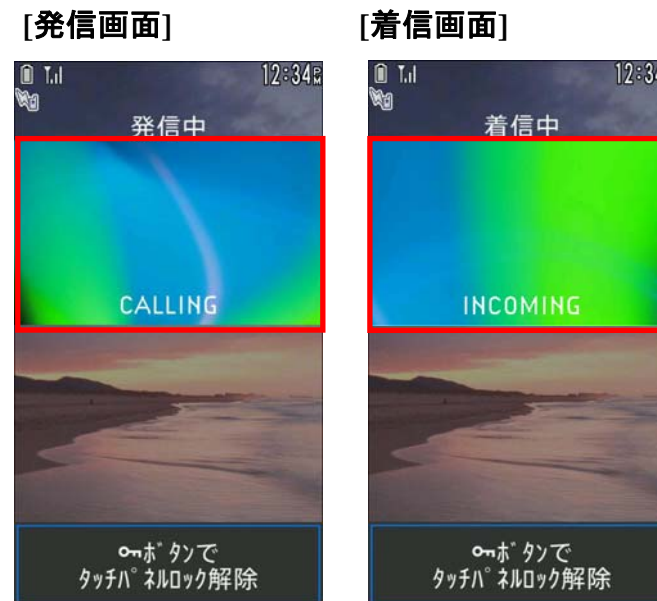 [発信画面]
12:34PM
発信中
CALLING
ボタンで
タッチパネルロック解除
[着信画面]
12:34
着信中
INCOMING
ボタンで
タッチパネルロック解除